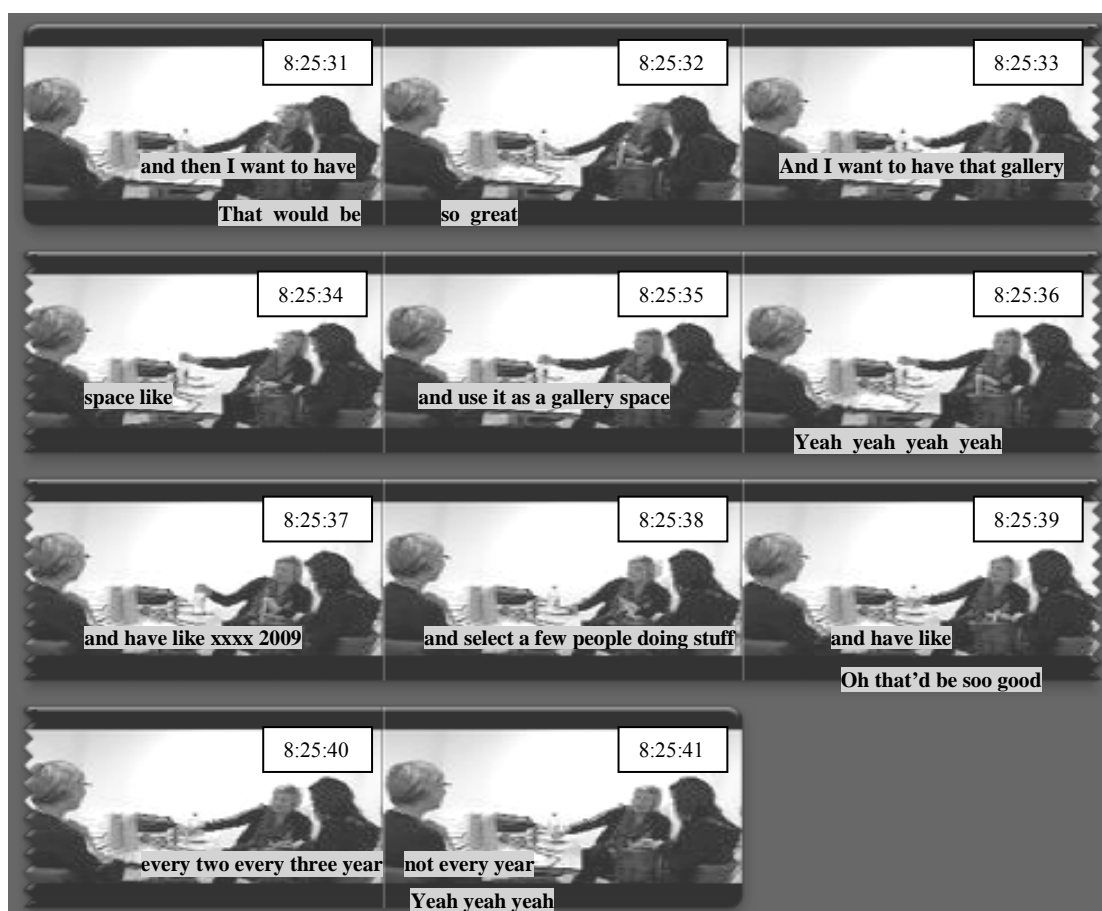 8:25:31
8:25:32
8:25:33
and then I want to have
And I want to have that gallery
That would be
so great
8:25:34
8:25:35
8:25:36
space like
and use it as a gallery space
Yeah yeah yeah yeah
8:25:37
8:25:38
8:25:39
and have like xxxx 2009
and select a few people doing stuff
and have like
Oh that'd be soo good
8:25:40
8:25:41
every two every three year
not every year
Yeah yeah yeah